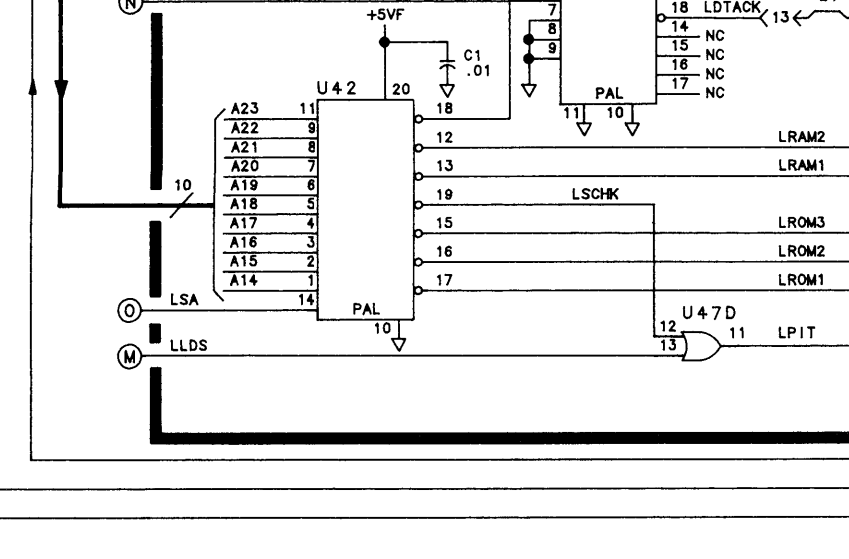 N
+5VF
7
8
9
18 LDTACK 13
14 NC
15 NC
16 NC
17 NC
PAL
11 10
C1
.01
U42
20
A23 11
A22 9
A21 8
A20 7
A19 6
A18 5
A17 4
A16 3
A15 2
A14 1
10
18
12 LRAM2
13 LRAM1
19 LSCHK
15 LROM3
16 LROM2
17 LROM1
O LSA 14
PAL
10
M LLDS
U47D
12
13
11 LPIT